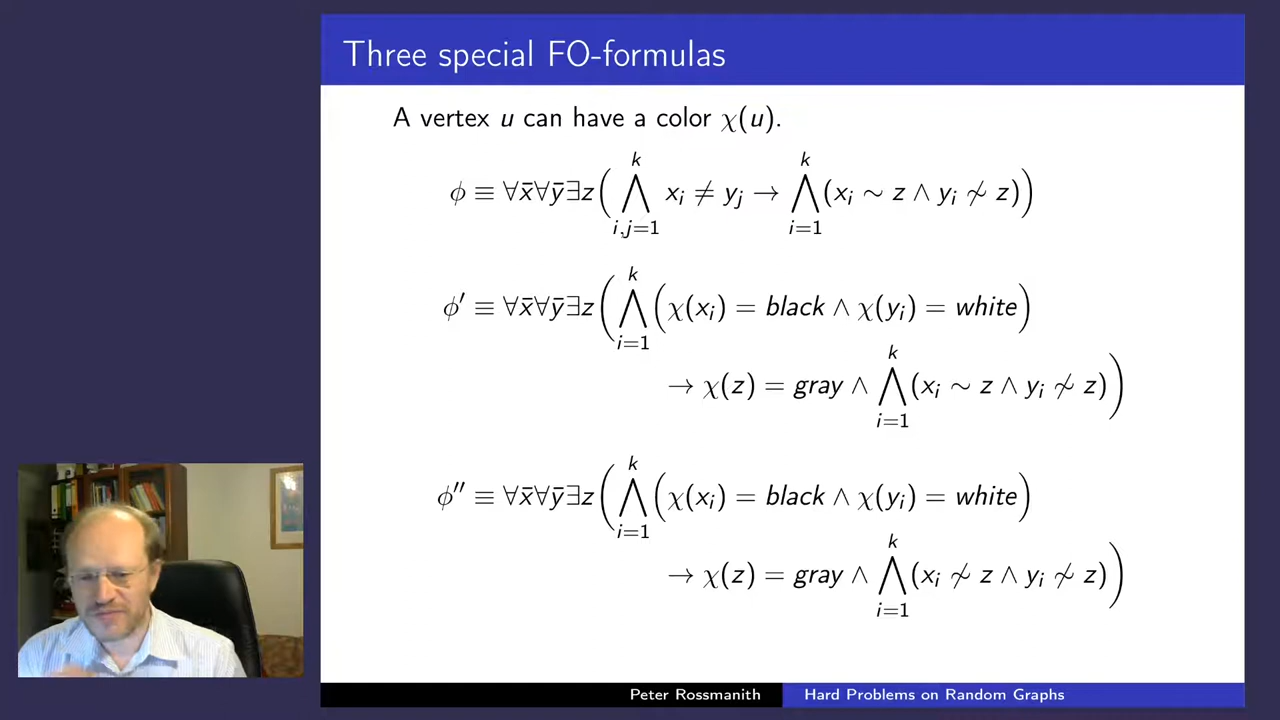 Three special FO-formulas
A vertex u can have a color χ(u).
ϕ ≡ ∀x̄∀ȳ∃z(⋀_{i,j=1}^{k} x_i ≠ y_j → ⋀_{i=1}^{k}(x_i ∼ z ∧ y_i ≁ z))
ϕ′ ≡ ∀x̄∀ȳ∃z(⋀_{i=1}^{k}(χ(x_i) = black ∧ χ(y_i) = white)
→ χ(z) = gray ∧ ⋀_{i=1}^{k}(x_i ∼ z ∧ y_i ≁ z))
ϕ″ ≡ ∀x̄∀ȳ∃z(⋀_{i=1}^{k}(χ(x_i) = black ∧ χ(y_i) = white)
→ χ(z) = gray ∧ ⋀_{i=1}^{k}(x_i ≁ z ∧ y_i ≁ z))
Peter Rossmanith Hard Problems on Random Graphs